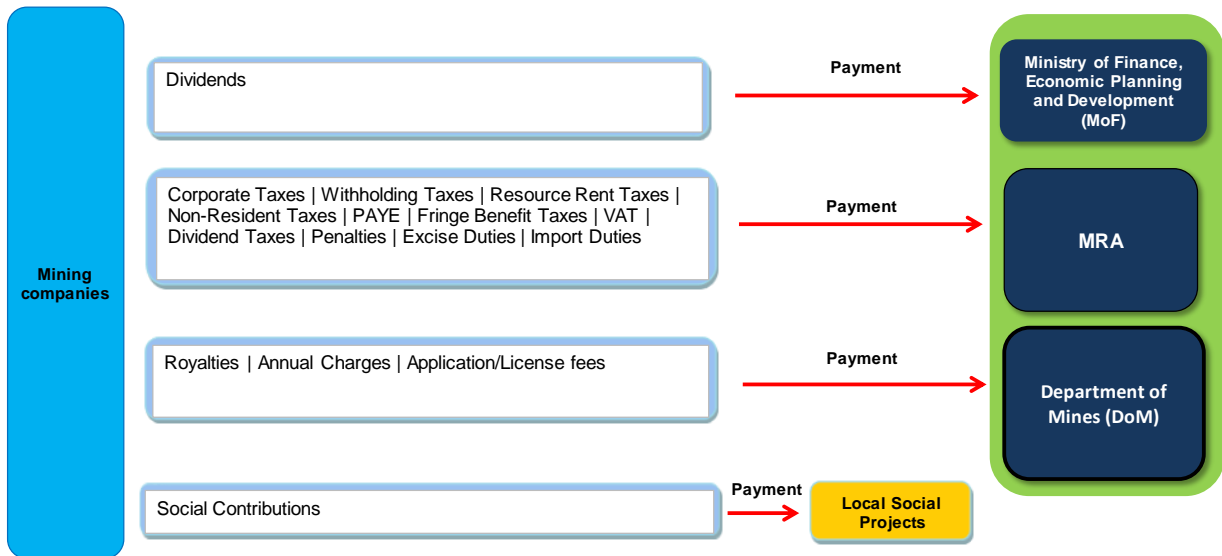 Mining
companies
Dividends
Payment
Ministry of Finance,
Economic Planning
and Development
(MoF)
Corporate Taxes | Withholding Taxes | Resource Rent Taxes |
Non-Resident Taxes | PAYE | Fringe Benefit Taxes | VAT |
Dividend Taxes | Penalties | Excise Duties | Import Duties
Payment
MRA
Royalties | Annual Charges | Application/License fees
Payment
Department of
Mines (DoM)
Social Contributions
Payment
Local Social
Projects